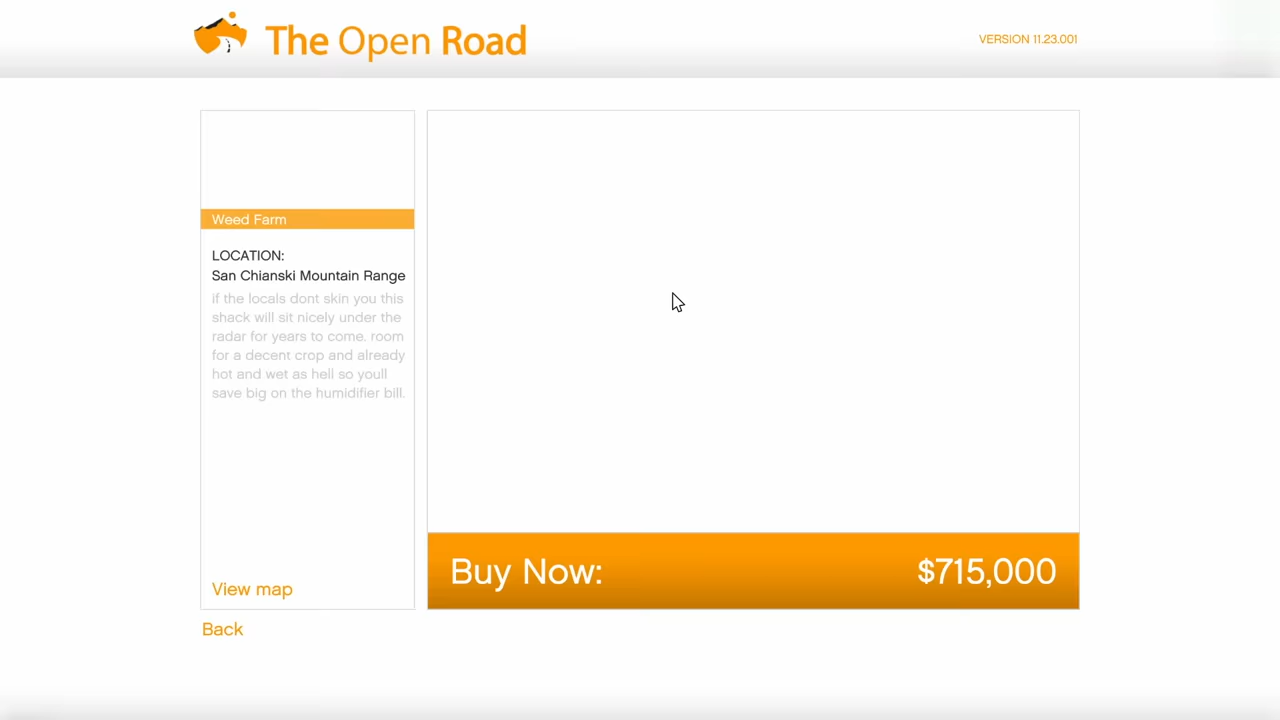 The Open Road
VERSION 11.23.001
Weed Farm
LOCATION:
San Chianski Mountain Range
if the locals dont skin you this
shack will sit nicely under the
radar for years to come. room
for a decent crop and already
hot and wet as hell so youll
save big on the humidifier bill.
View map
Buy Now:
$715,000
Back